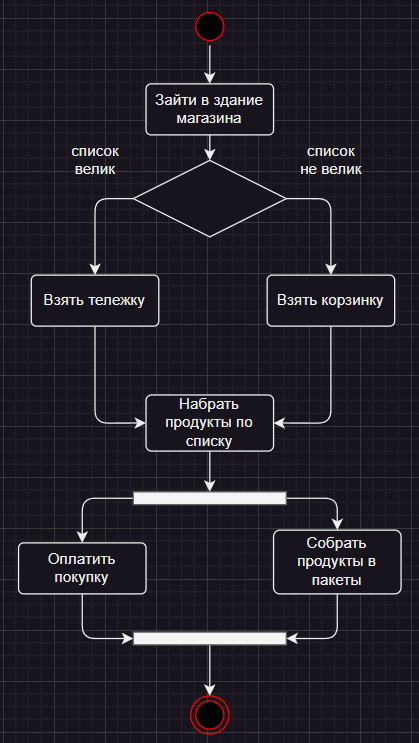 Зайти в здание
магазина
список
велик
список
не велик
Взять тележку
Взять корзинку
Набрать
продукты по
списку
Оплатить
покупку
Собрать
продукты в
пакеты